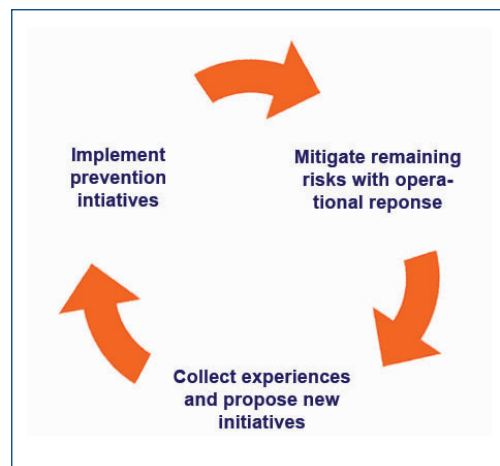 Implement
prevention
intiatives
Mitigate remaining
risks with opera-
tional reponse
Collect experiences
and propose new
initiatives